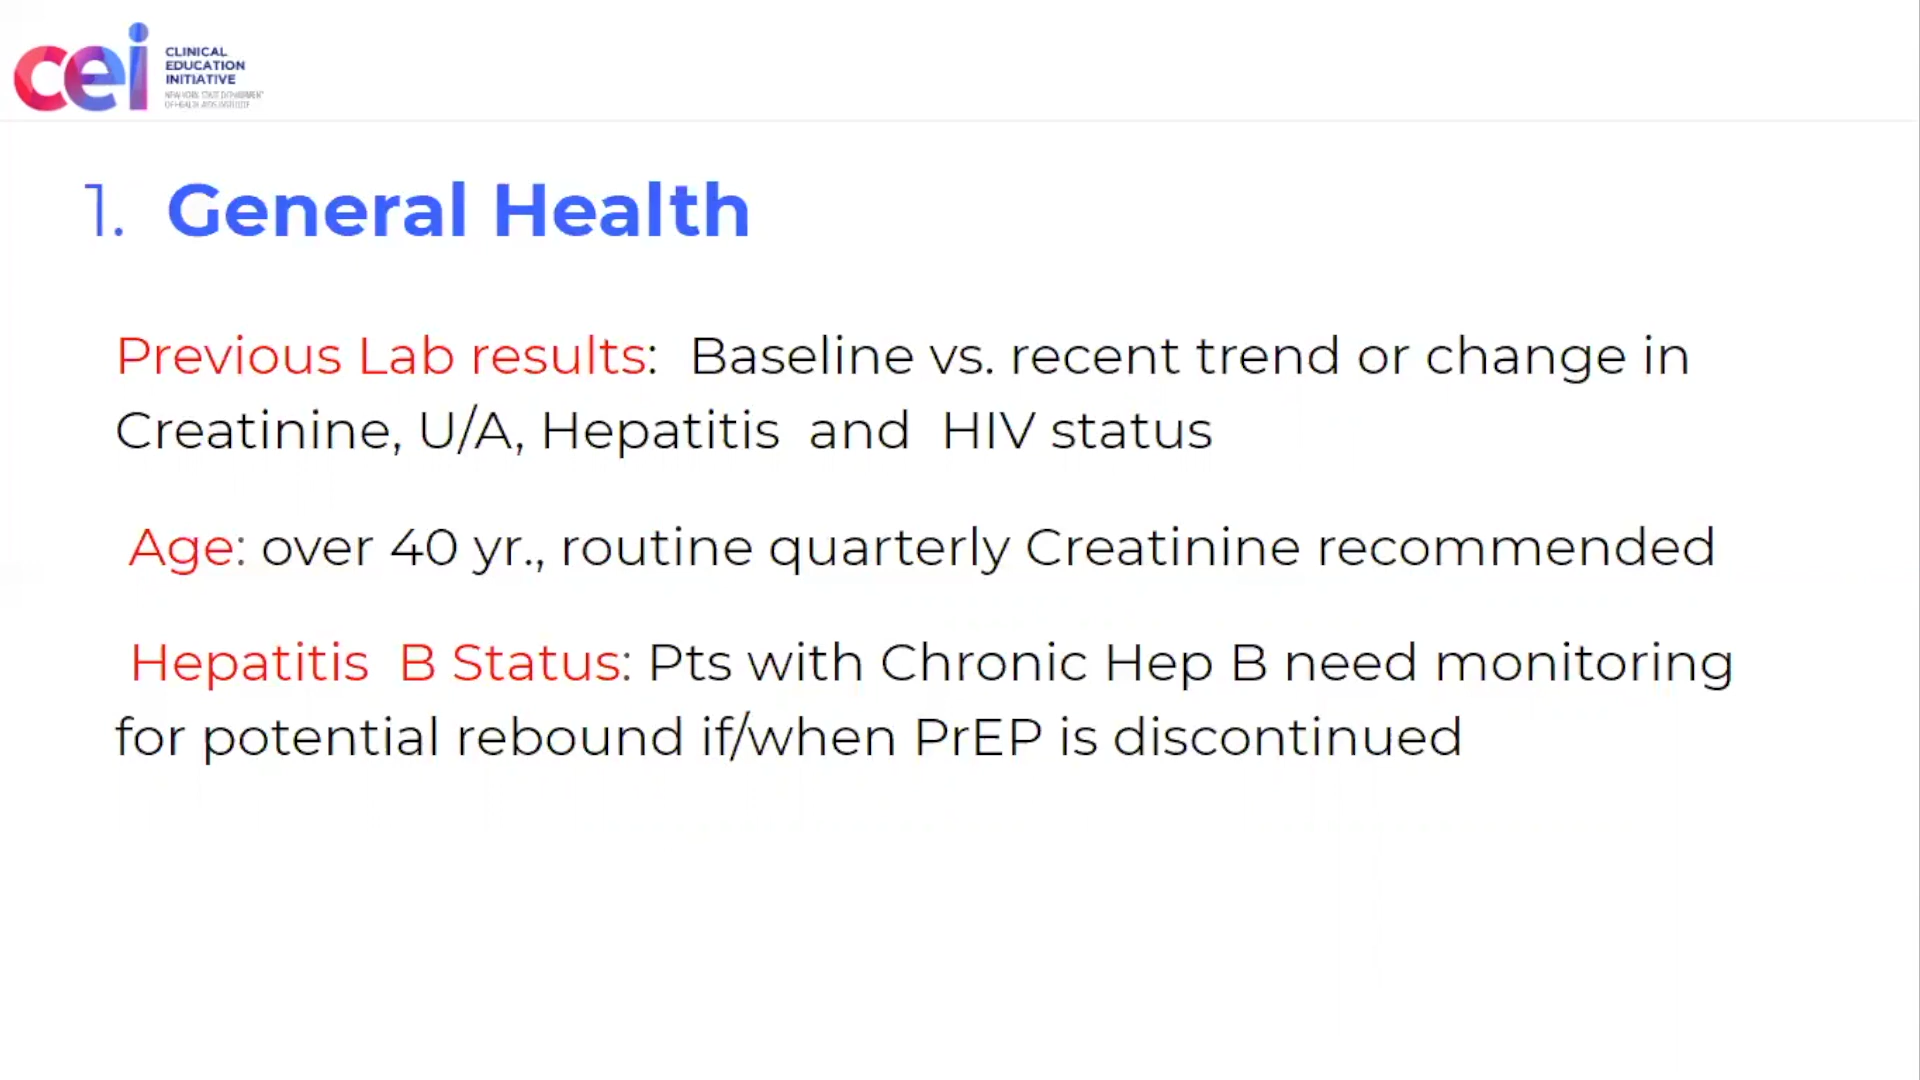 cei
CLINICAL
EDUCATION
INITIATIVE
NEW YORK STATE DEPARTMENT
OF HEALTH AIDS INSTITUTE
1. General Health
Previous Lab results: Baseline vs. recent trend or change in
Creatinine, U/A, Hepatitis and HIV status
Age: over 40 yr., routine quarterly Creatinine recommended
Hepatitis B Status: Pts with Chronic Hep B need monitoring
for potential rebound if/when PrEP is discontinued